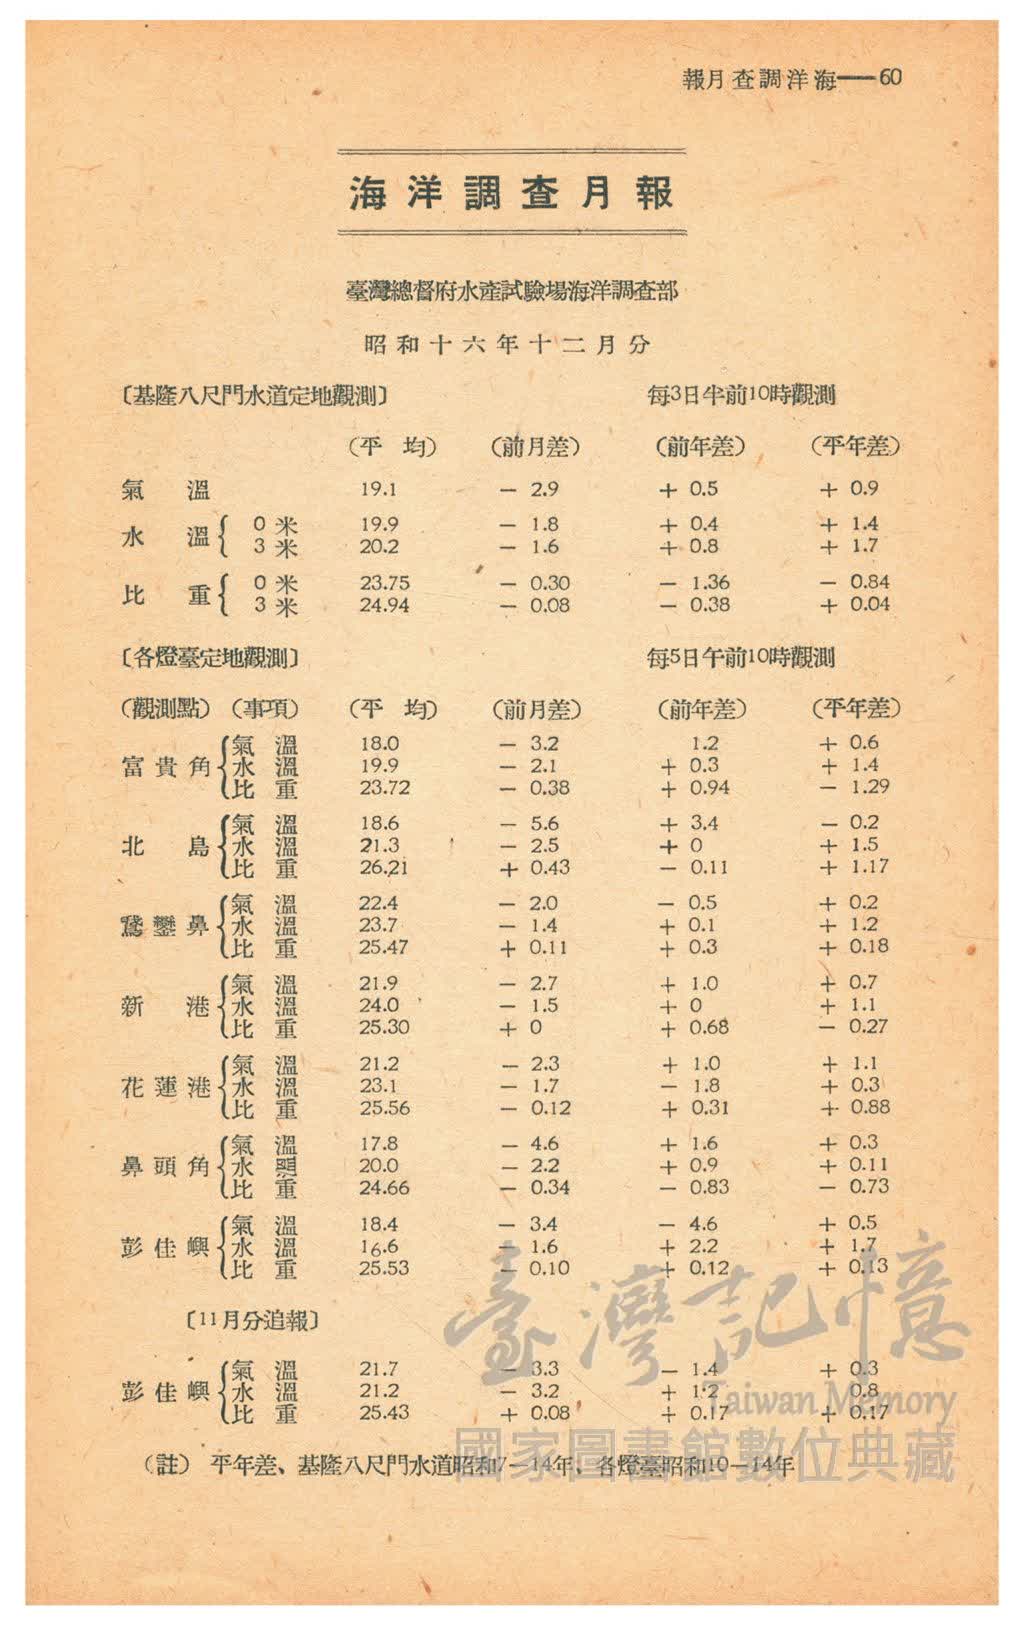 報月查調洋海——60
海洋調查月報
臺灣總督府水產試驗場海洋調查部
昭和十六年十二月分
〔基隆八尺門水道定地觀測〕 每3日半前10時觀測
(平均) (前月差) (前年差) (平年差)
氣溫 19.1 − 2.9 + 0.5 + 0.9
水溫{ 0米 19.9 − 1.8 + 0.4 + 1.4
3米 20.2 − 1.6 + 0.8 + 1.7
比重{ 0米 23.75 − 0.30 − 1.36 − 0.84
3米 24.94 − 0.08 − 0.38 + 0.04
〔各燈臺定地觀測〕 每5日午前10時觀測
(觀測點) (事項) (平均) (前月差) (前年差) (平年差)
富貴角{ 氣溫 18.0 − 3.2 1.2 + 0.6
水溫 19.9 − 2.1 + 0.3 + 1.4
比重 23.72 − 0.38 + 0.94 − 1.29
北島{ 氣溫 18.6 − 5.6 + 3.4 − 0.2
水溫 21.3 − 2.5 + 0 + 1.5
比重 26.21 + 0.43 − 0.11 + 1.17
鵞鑾鼻{ 氣溫 22.4 − 2.0 − 0.5 + 0.2
水溫 23.7 − 1.4 + 0.1 + 1.2
比重 25.47 + 0.11 + 0.3 + 0.18
新港{ 氣溫 21.9 − 2.7 + 1.0 + 0.7
水溫 24.0 − 1.5 + 0 + 1.1
比重 25.30 + 0 + 0.68 − 0.27
花蓮港{ 氣溫 21.2 − 2.3 + 1.0 + 1.1
水溫 23.1 − 1.7 − 1.8 + 0.3
比重 25.56 − 0.12 + 0.31 + 0.88
鼻頭角{ 氣溫 17.8 − 4.6 + 1.6 + 0.3
水溫 20.0 − 2.2 + 0.9 + 0.11
比重 24.66 − 0.34 − 0.83 − 0.73
彭佳嶼{ 氣溫 18.4 − 3.4 − 4.6 + 0.5
水溫 16.6 − 1.6 + 2.2 + 1.7
比重 25.53 − 0.10 + 0.12 + 0.13
〔11月分追報〕
彭佳嶼{ 氣溫 21.7 − 3.3 − 1.4 + 0.3
水溫 21.2 − 3.2 + 1.2 0.8
比重 25.43 + 0.08 + 0.17 + 0.17
(註) 平年差、基隆八尺門水道昭和7—14年、各燈臺昭和10—14年
臺灣記憶
Taiwan Memory
國家圖書館數位典藏